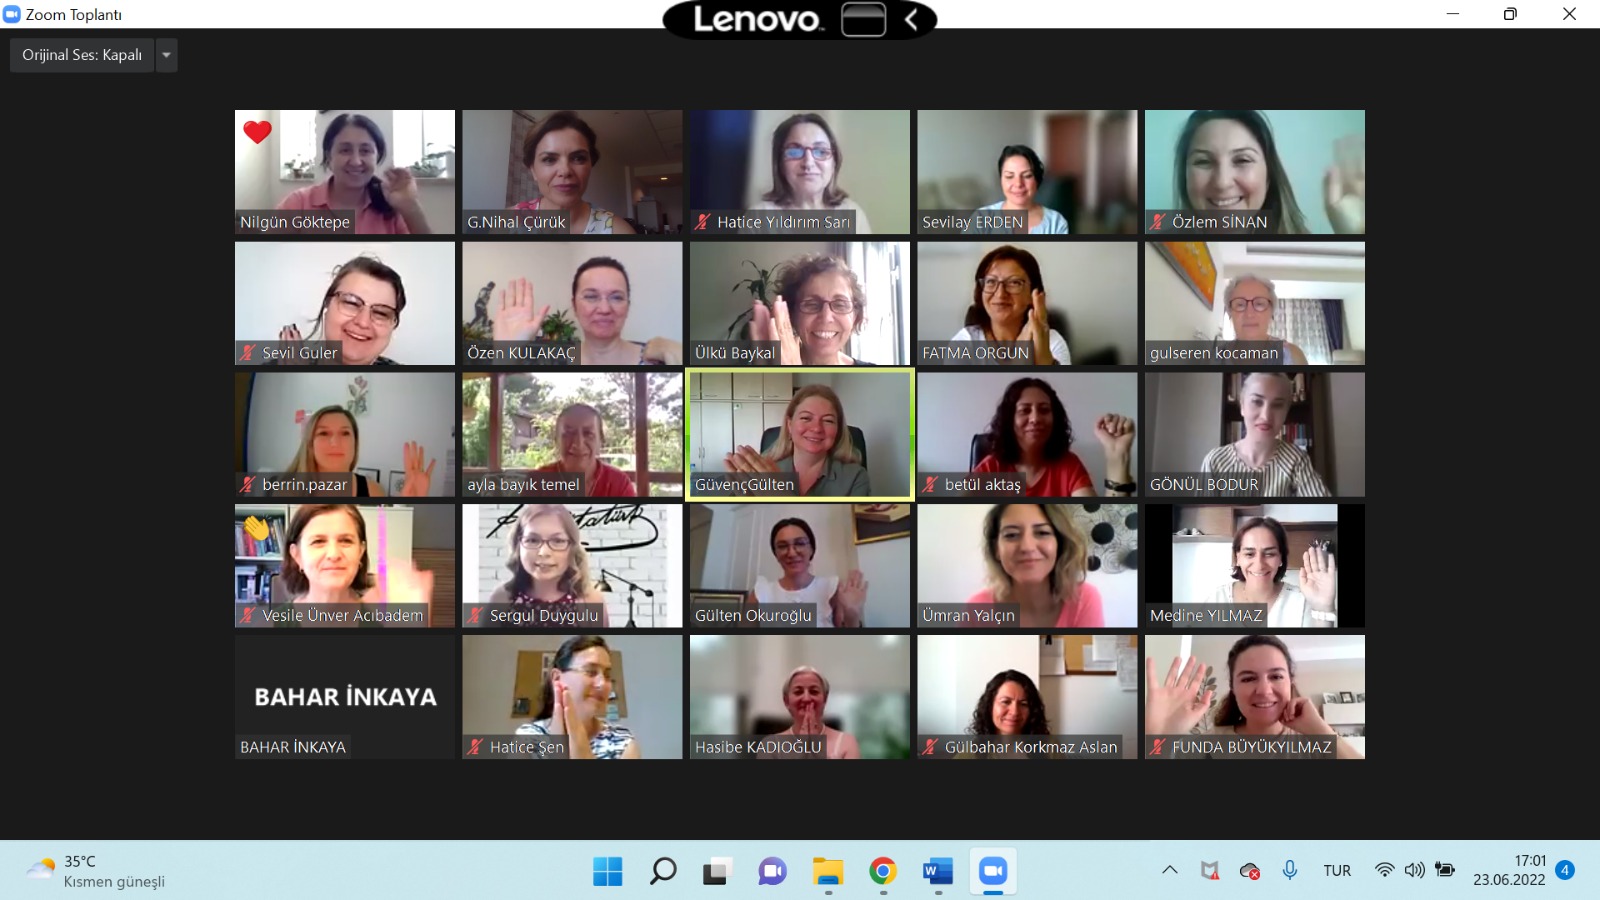 Zoom Toplantı
Lenovo
Orijinal Ses: Kapalı
Nilgün Göktepe
G.Nihal Çürük
Hatice Yıldırım Sarı
Sevilay ERDEN
Özlem SİNAN
Sevil Guler
Özen KULAKAÇ
Ülkü Baykal
FATMA ORGUN
gulseren kocaman
berrin.pazar
ayla bayık temel
GüvençGülten
betül aktaş
GÖNÜL BODUR
Vesile Ünver Acıbadem
Sergul Duygulu
Gülten Okuroğlu
Ümran Yalçın
Medine YILMAZ
BAHAR İNKAYA
BAHAR İNKAYA
Hatice Şen
Hasibe KADIOĞLU
Gülbahar Korkmaz Aslan
FUNDA BÜYÜKYILMAZ
35°C
Kısmen güneşli
W
TUR
17:01
23.06.2022
4